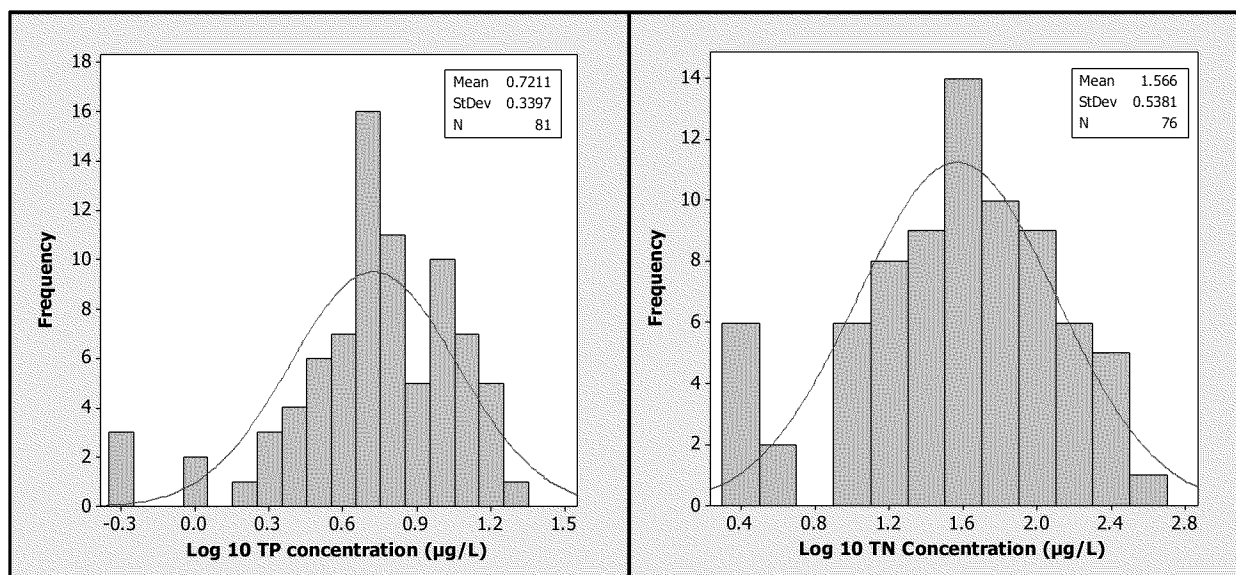 18
16
14
12
10
8
6
4
2
0
Frequency
Mean 0.7211
StDev 0.3397
N 81
-0.3 0.0 0.3 0.6 0.9 1.2 1.5
Log 10 TP concentration (µg/L)
14
12
10
8
6
4
2
0
Frequency
Mean 1.566
StDev 0.5381
N 76
0.4 0.8 1.2 1.6 2.0 2.4 2.8
Log 10 TN Concentration (µg/L)